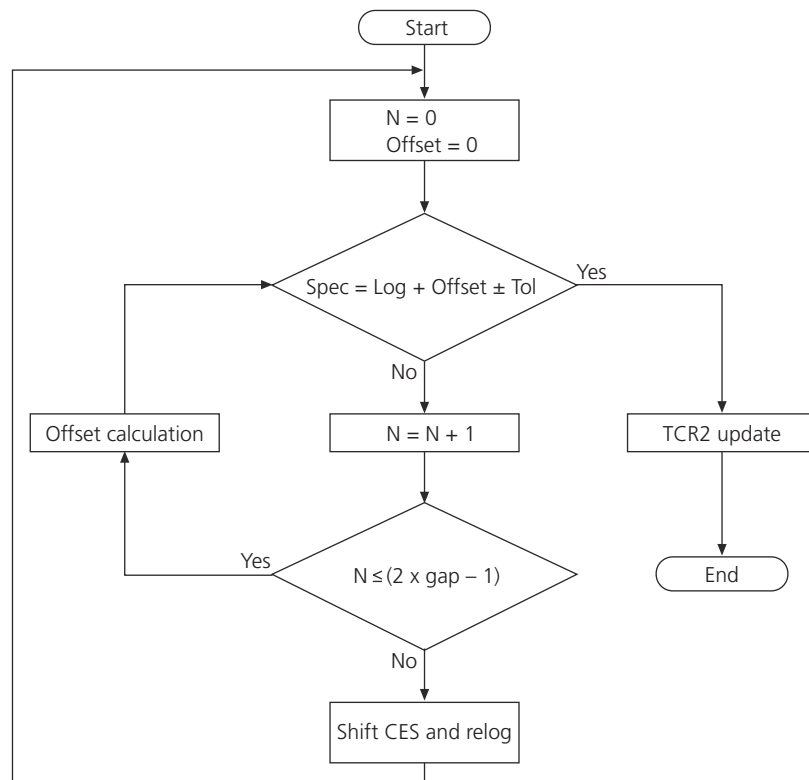 Start
N = 0
Offset = 0
Spec = Log + Offset ± Tol
Yes
No
Offset calculation
N = N + 1
TCR2 update
Yes
N ≤ (2 x gap – 1)
End
No
Shift CES and relog